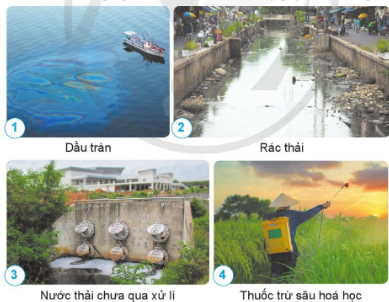 1
2
Dầu tràn
Rác thải
3
4
Nước thải chưa qua xử lí
Thuốc trừ sâu hoá học